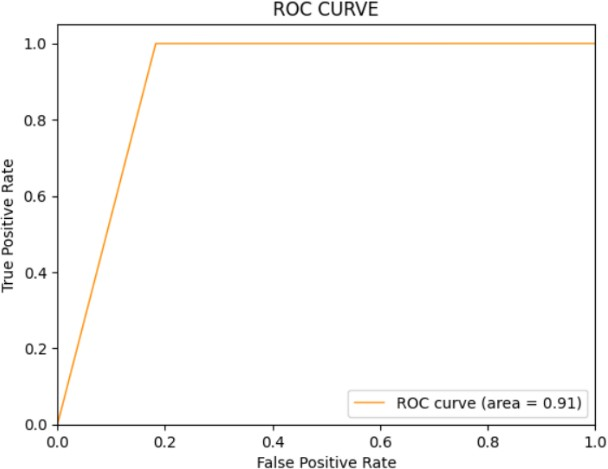 ROC CURVE
True Positive Rate
1.0
0.8
0.6
0.4
0.2
0.0
ROC curve (area = 0.91)
0.0 0.2 0.4 0.6 0.8 1.0
False Positive Rate